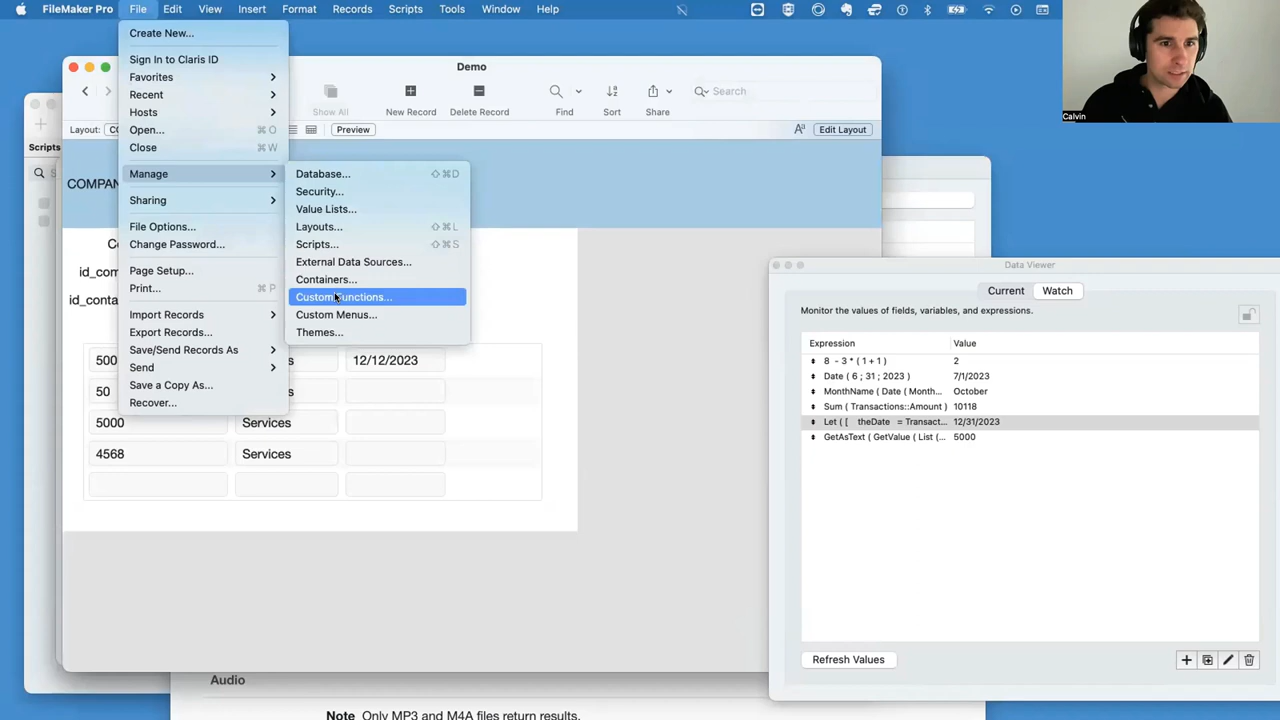 FileMaker Pro File Edit View Insert Format Records Scripts Tools Window Help
Create New...
Sign In to Claris ID
Favorites
Recent
Hosts
Open... ⌘ O
Close ⌘ W
Manage
Sharing
File Options...
Change Password...
Page Setup...
Print... ⌘ P
Import Records
Export Records...
Save/Send Records As
Send
Save a Copy As...
Recover...
Database... ⇧⌘D
Security...
Value Lists...
Layouts... ⇧⌘L
Scripts... ⇧⌘S
External Data Sources...
Containers...
Custom Functions...
Custom Menus...
Themes...
Demo
Show All
New Record
Delete Record
Find
Sort
Share
Search
Layout: CO
Preview
Edit Layout
Scripts
COMPAN
Co
id_com
id_conta
500 s 12/12/2023
50 s
5000 Services
4568 Services
Calvin
Data Viewer
Current Watch
Monitor the values of fields, variables, and expressions.
Expression Value
8 - 3 * ( 1 + 1 ) 2
Date ( 6 ; 31 ; 2023 ) 7/1/2023
MonthName ( Date ( Month... October
Sum ( Transactions::Amount ) 10118
Let ( [ theDate = Transact... 12/31/2023
GetAsText ( GetValue ( List (... 5000
Refresh Values
Audio
Note Only MP3 and M4A files return results.